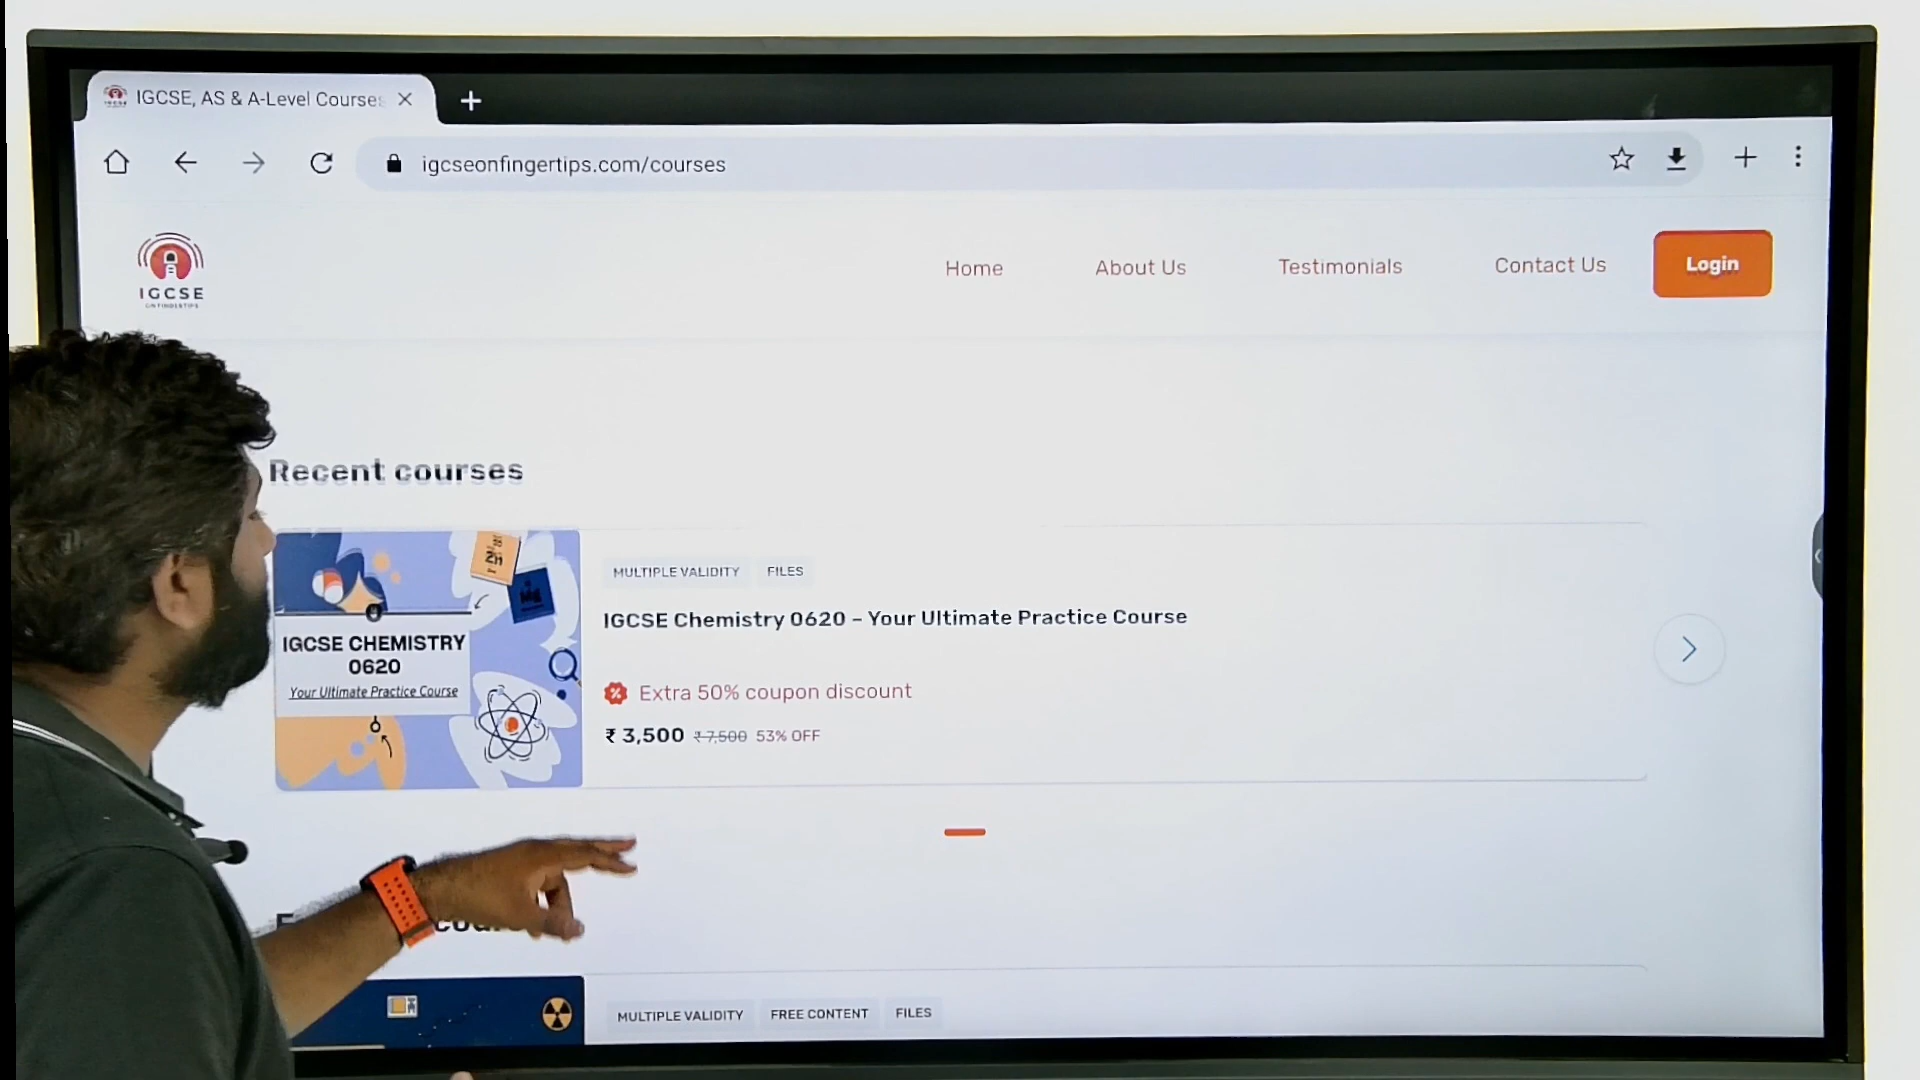 IGCSE, AS & A-Level Courses
igcseonfingertips.com/courses
IGCSE
Home
About Us
Testimonials
Contact Us
Login
Recent courses
Zn
Mg
IGCSE CHEMISTRY
0620
Your Ultimate Practice Course
MULTIPLE VALIDITY
FILES
IGCSE Chemistry 0620 – Your Ultimate Practice Course
Extra 50% coupon discount
₹ 3,500 ₹ 7,500 53% OFF
MULTIPLE VALIDITY
FREE CONTENT
FILES